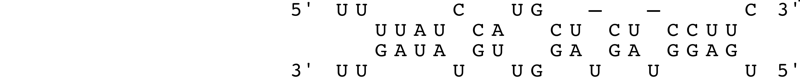 5' UU C UG — — C 3'
UUAU CA CU CU CCUU
GAUA GU GA GA GGAG
3' UU U UG U U U 5'